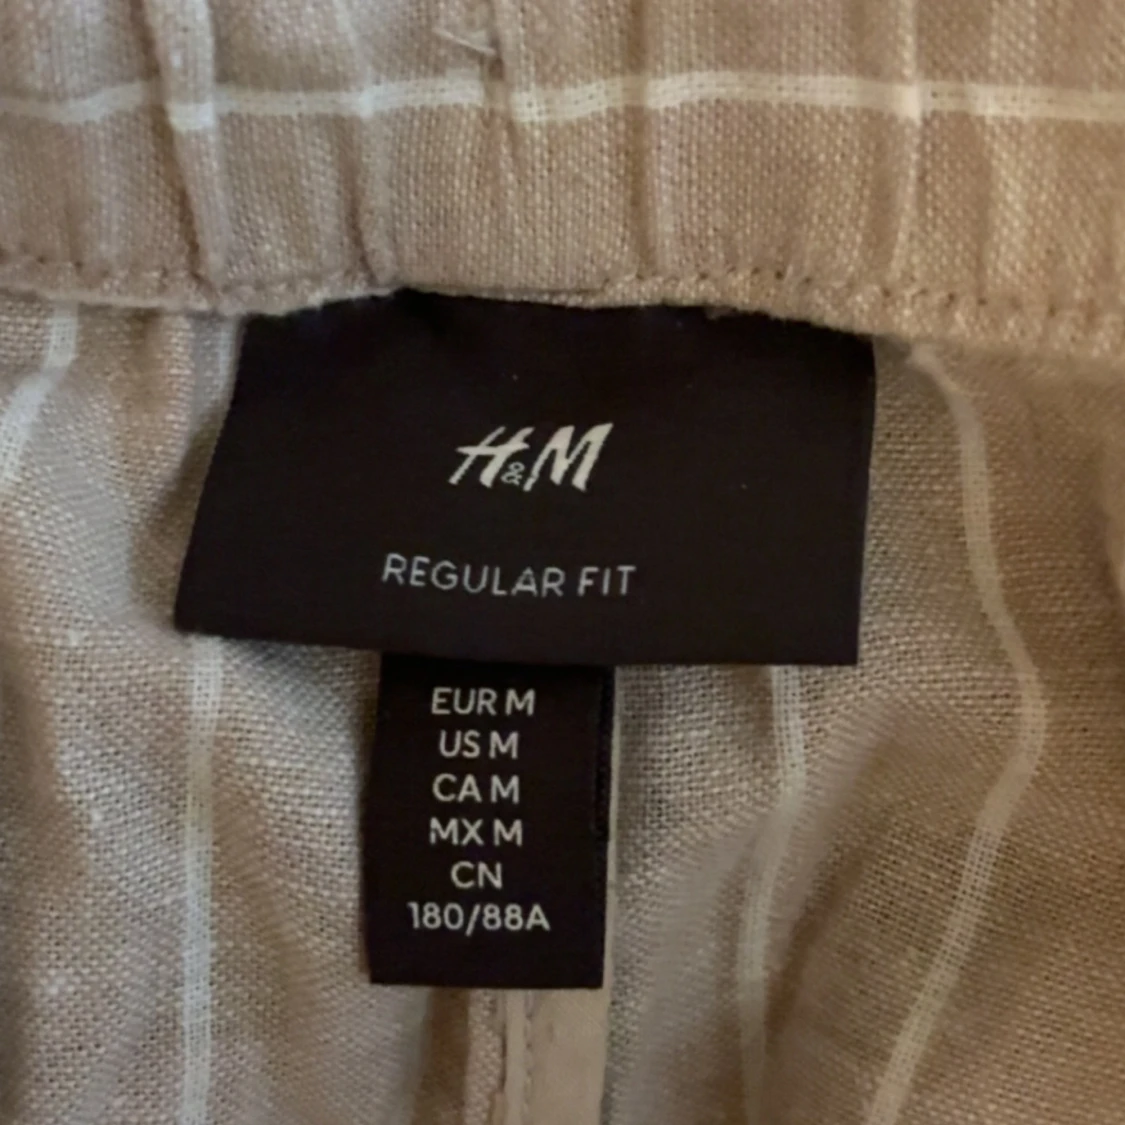 H&M
REGULAR FIT
EUR M
US M
CA M
MX M
CN
180/88A